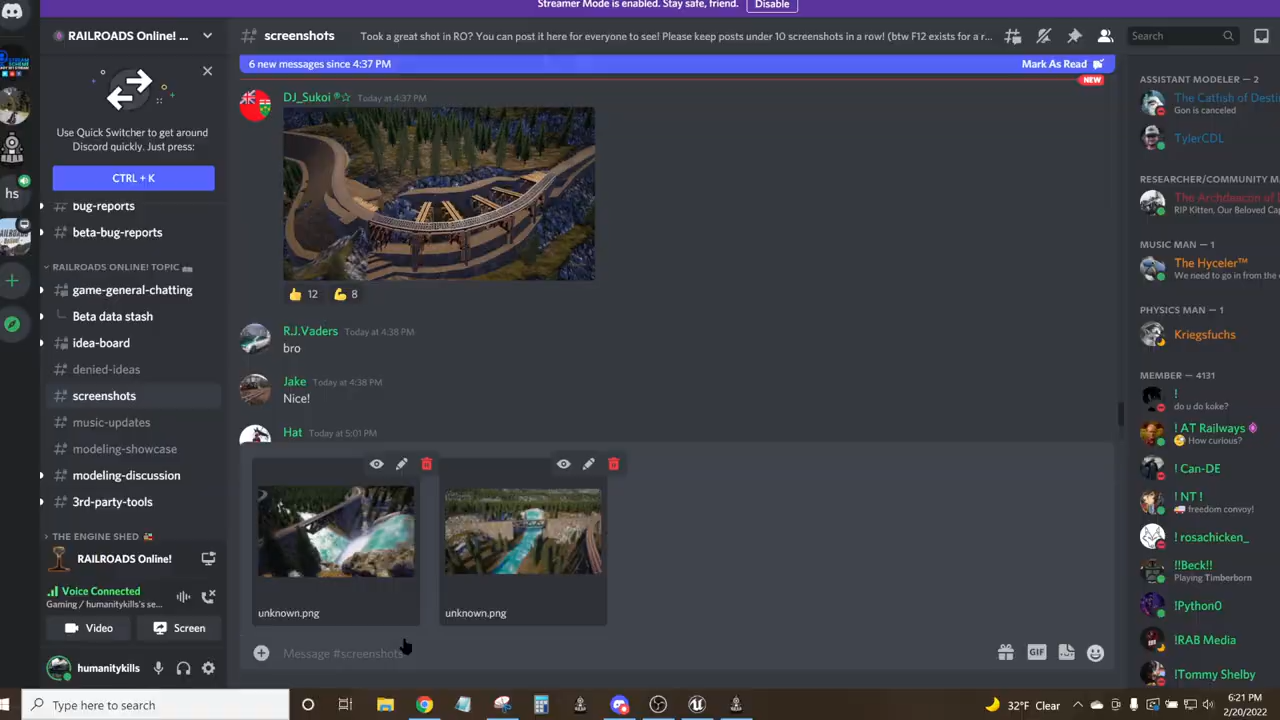 Streamer Mode is enabled. Stay safe, friend.
Disable
RAILROADS Online! ...
screenshots
Took a great shot in RO? You can post it here for everyone to see! Please keep posts under 10 screenshots in a row! (btw F12 exists for a r...
Search
6 new messages since 4:37 PM
Mark As Read
NEW
Use Quick Switcher to get around
Discord quickly. Just press:
CTRL + K
bug-reports
beta-bug-reports
RAILROADS ONLINE! TOPIC
game-general-chatting
Beta data stash
idea-board
denied-ideas
screenshots
music-updates
modeling-showcase
modeling-discussion
3rd-party-tools
THE ENGINE SHED
RAILROADS Online!
Voice Connected
Gaming / humanitykills's se...
Video
Screen
humanitykills
hs
DJ_Sukoi
Today at 4:37 PM
12
8
R.J.Vaders
Today at 4:38 PM
bro
Jake
Today at 4:38 PM
Nice!
Hat
Today at 5:01 PM
unknown.png
unknown.png
Message #screenshots
GIF
ASSISTANT MODELER — 2
The Catfish of Destin
Gon is canceled
TylerCDL
RESEARCHER/COMMUNITY M
The Archdeacon of
RIP Kitten, Our Beloved Cap
MUSIC MAN — 1
The Hyceler™
We need to go in from the
PHYSICS MAN — 1
Kriegsfuchs
MEMBER — 4131
!
do u do koke?
! AT Railways
How curious?
! Can-DE
! NT !
freedom convoy!
! rosachicken_
!!Beck!!
Playing Timberborn
!Python0
!RAB Media
!Tommy Shelby
Type here to search
32°F Clear
6:21 PM
2/20/2022